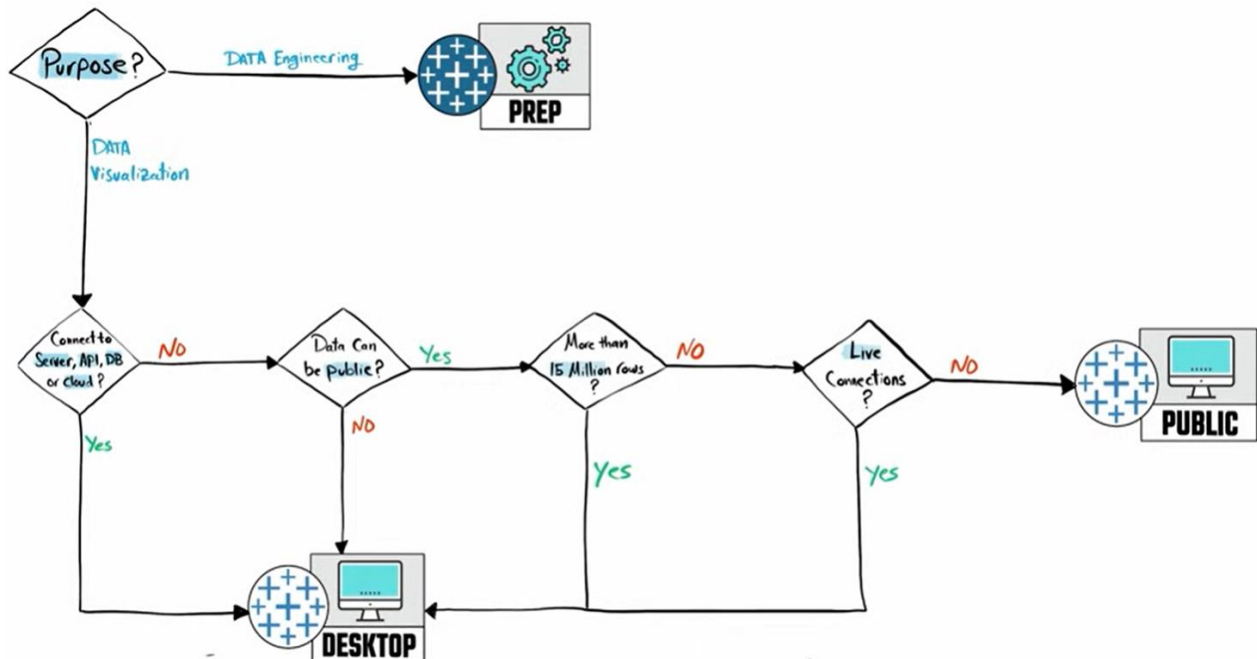 Purpose?
DATA Engineering
PREP
DATA
Visualization
Connect to
Server, API, DB
or Cloud?
NO
Data Can
be public?
Yes
More than
15 Million rows
?
NO
Live
Connections
?
NO
PUBLIC
Yes
NO
Yes
Yes
DESKTOP